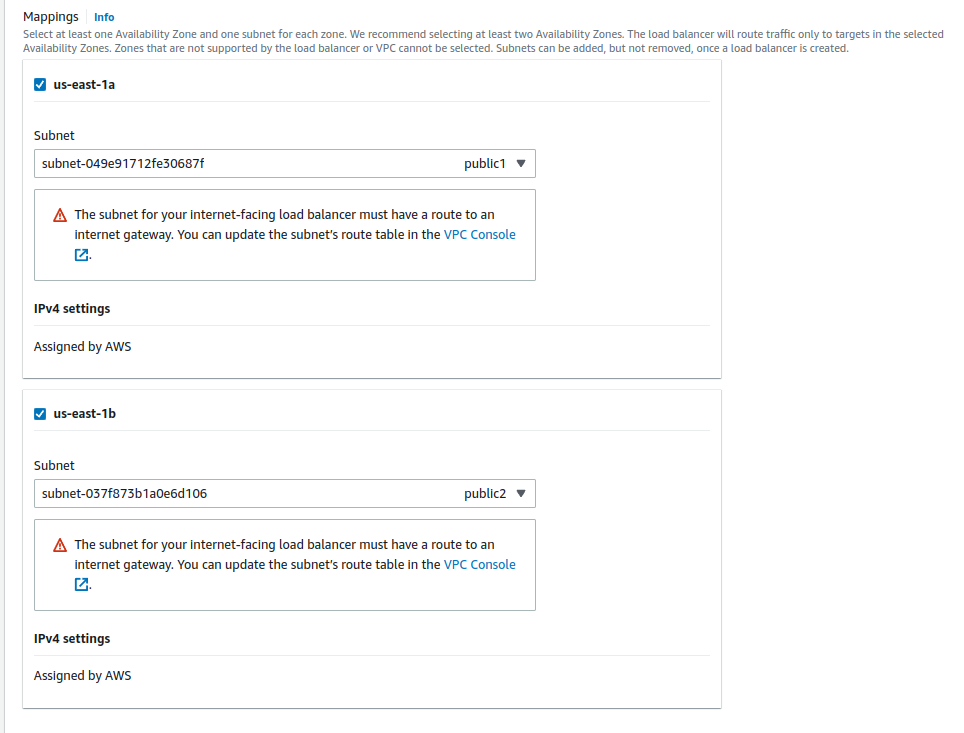 Mappings Info
Select at least one Availability Zone and one subnet for each zone. We recommend selecting at least two Availability Zones. The load balancer will route traffic only to targets in the selected
Availability Zones. Zones that are not supported by the load balancer or VPC cannot be selected. Subnets can be added, but not removed, once a load balancer is created.
us-east-1a
Subnet
subnet-049e91712fe30687f public1
The subnet for your internet-facing load balancer must have a route to an
internet gateway. You can update the subnet's route table in the VPC Console
.
IPv4 settings
Assigned by AWS
us-east-1b
Subnet
subnet-037f873b1a0e6d106 public2
The subnet for your internet-facing load balancer must have a route to an
internet gateway. You can update the subnet's route table in the VPC Console
.
IPv4 settings
Assigned by AWS